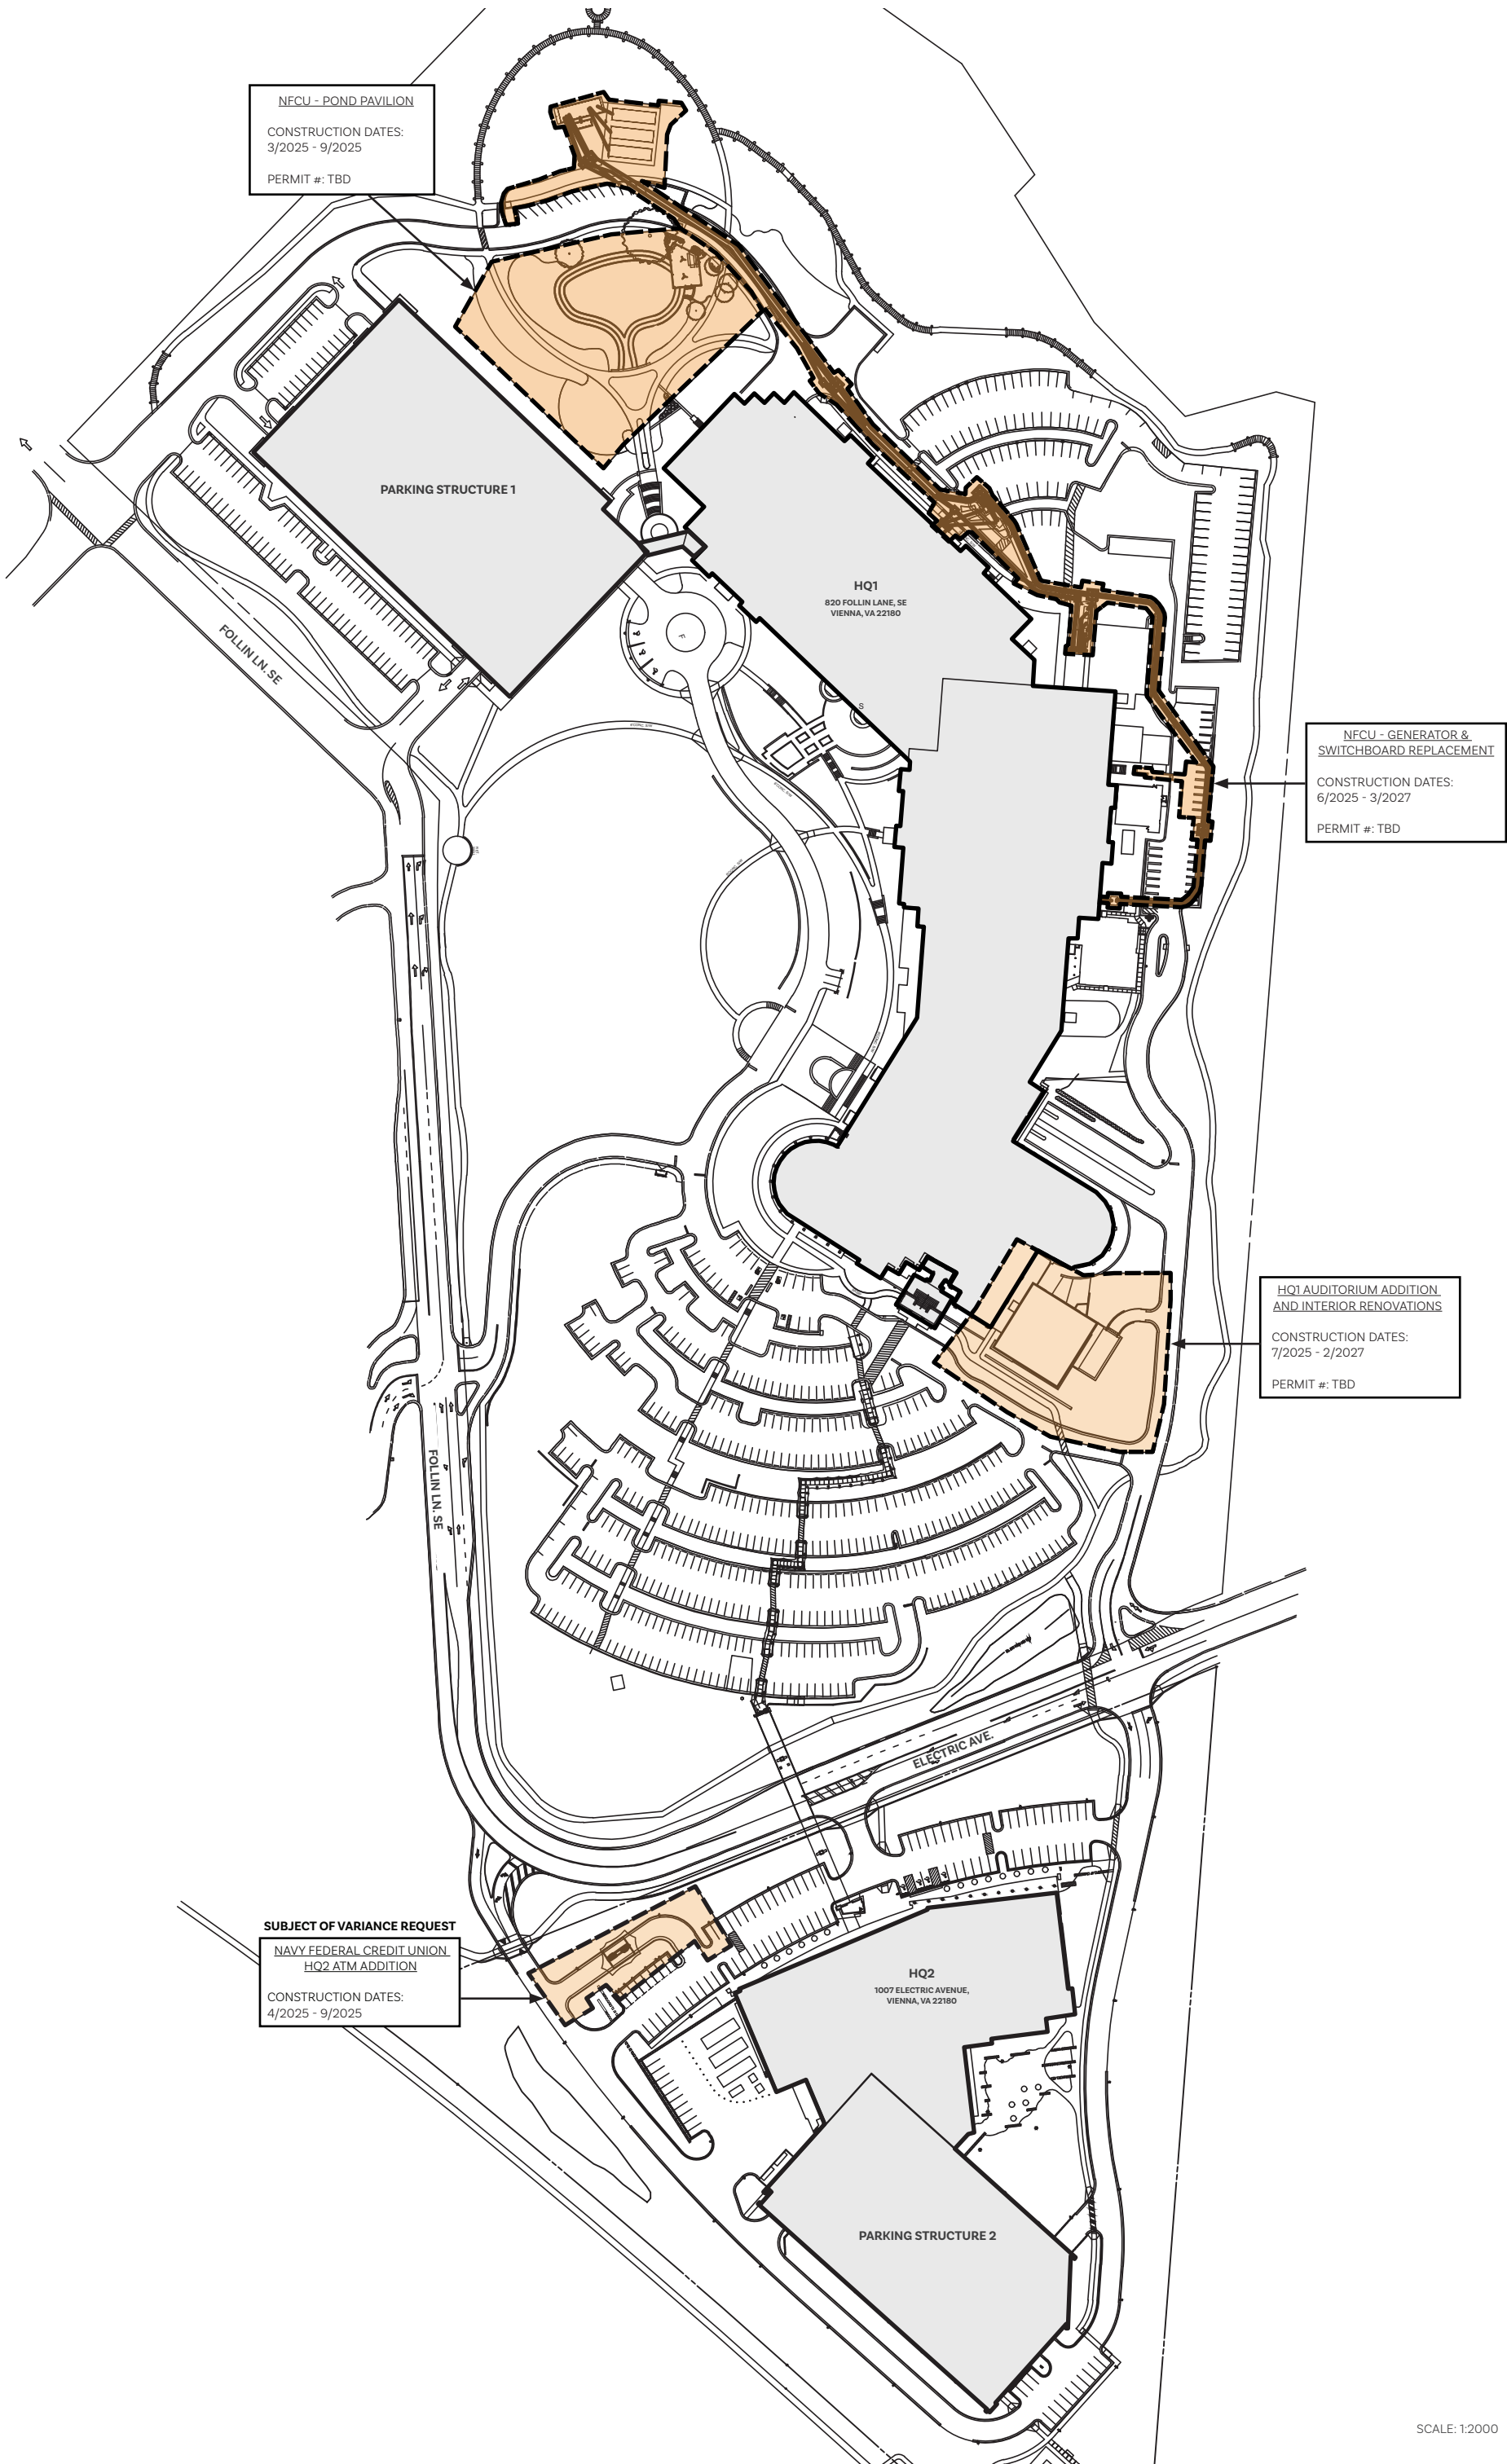 NFCU - POND PAVILION
CONSTRUCTION DATES:
3/2025 - 9/2025
PERMIT #: TBD
PARKING STRUCTURE 1
HQ1
820 FOLLIN LANE, SE
VIENNA, VA 22180
FOLLIN LN. SE
F
S
NFCU - GENERATOR &
SWITCHBOARD REPLACEMENT
CONSTRUCTION DATES:
6/2025 - 3/2027
PERMIT #: TBD
HQ1 AUDITORIUM ADDITION
AND INTERIOR RENOVATIONS
CONSTRUCTION DATES:
7/2025 - 2/2027
PERMIT #: TBD
FOLLIN LN. SE
ELECTRIC AVE.
SUBJECT OF VARIANCE REQUEST
NAVY FEDERAL CREDIT UNION
HQ2 ATM ADDITION
CONSTRUCTION DATES:
4/2025 - 9/2025
HQ2
1007 ELECTRIC AVENUE,
VIENNA, VA 22180
PARKING STRUCTURE 2
SCALE: 1:2000